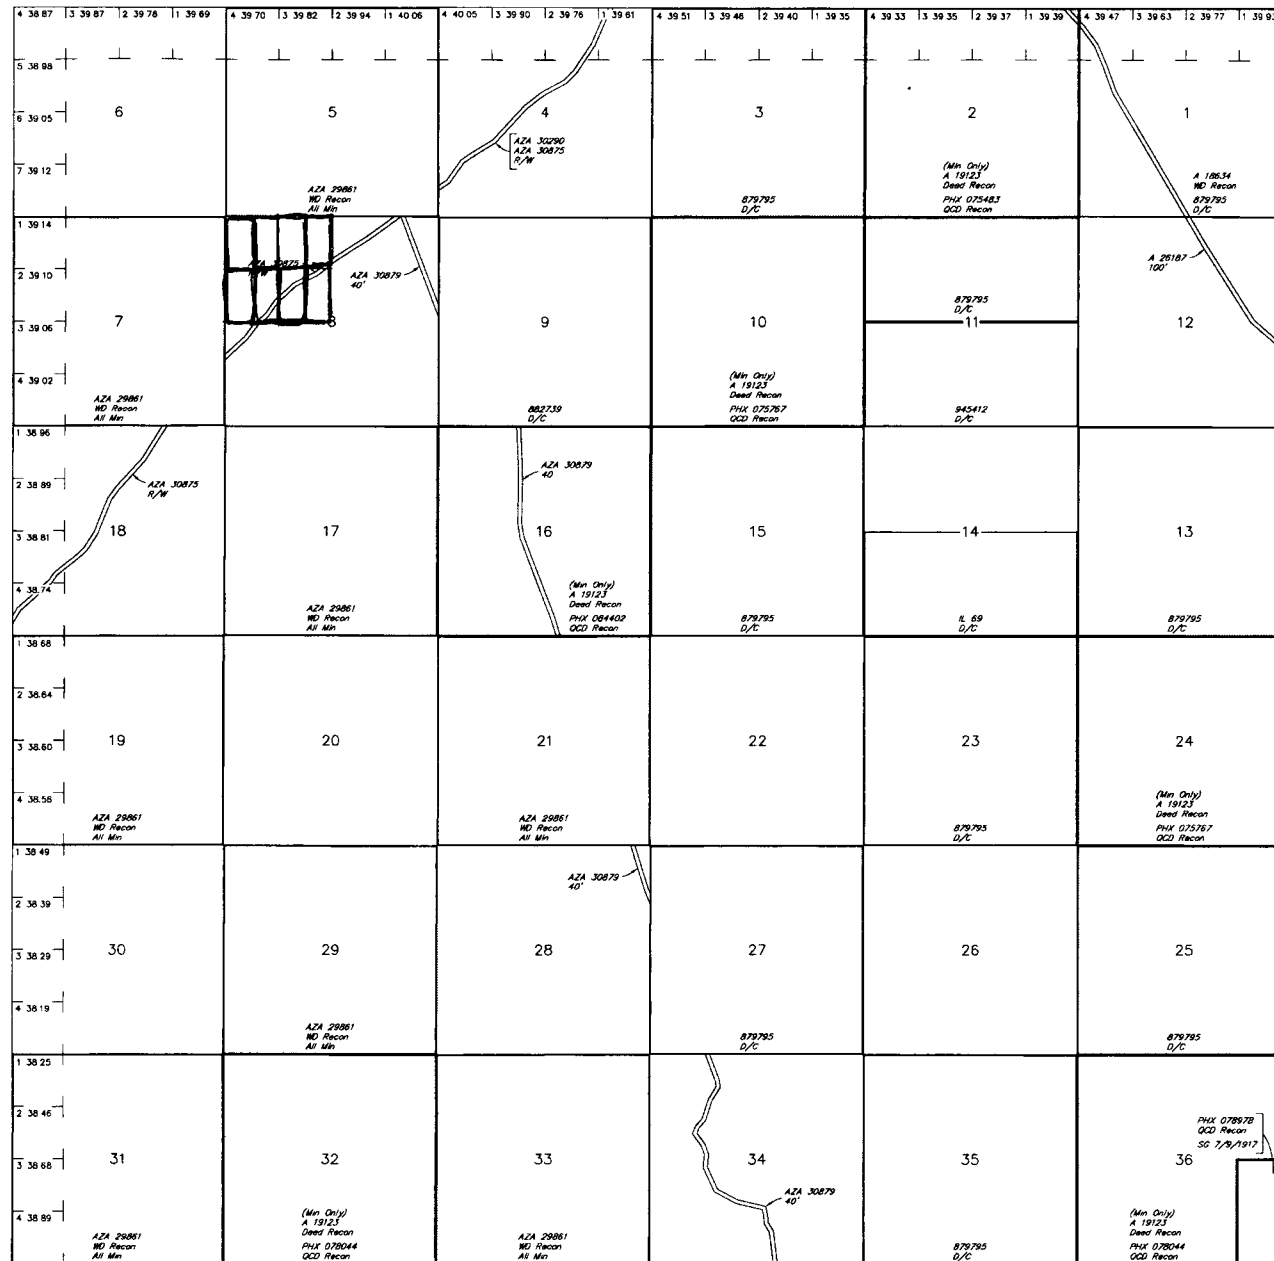 4 38 87 3 39 87 2 39 78 1 39 69 4 39 70 3 39 82 2 39 94 1 40 06 4 40 05 3 39 90 2 39 76 1 39 61 4 39 51 3 39 46 2 39 40 1 39 35 4 39 33 3 39 35 2 39 37 1 39 39 4 39 47 3 39 63 2 39 77 1 39 93
5 38 98
6 39 05
7 39 12
6
5
AZA 29861
WD Recon
All Min
4
AZA 30290
AZA 30875
R/W
3
879795
D/C
2
(Min Only)
A 19123
Deed Recon
PHX 075483
QCD Recon
1
A 18634
WD Recon
879795
D/C
1 39 14
2 39 10
3 39 06
4 39 02
7
AZA 29861
WD Recon
All Min
AZA 30875
8
AZA 30879
40'
9
882739
D/C
10
(Min Only)
A 19123
Deed Recon
PHX 075767
QCD Recon
879795
D/C
11
945412
D/C
A 26187
100'
12
1 38.96
2 38.89
3 38.81
4 38.74
AZA 30875
R/W
18
17
AZA 29861
WD Recon
All Min
AZA 30879
40
16
(Min Only)
A 19123
Deed Recon
PHX 084402
QCD Recon
15
879795
D/C
14
IL 69
D/C
13
879795
D/C
1 38 68
2 38.64
3 38.60
4 38.56
19
AZA 29861
WD Recon
All Min
20
21
AZA 29861
WD Recon
All Min
22
23
879795
D/C
24
(Min Only)
A 19123
Deed Recon
PHX 075767
QCD Recon
1 38 49
2 38 39
3 38 29
4 38 19
30
29
AZA 29861
WD Recon
All Min
AZA 30879
40'
28
27
879795
D/C
26
25
879795
D/C
1 38 25
2 38 46
3 38 68
4 38 89
31
AZA 29861
WD Recon
All Min
32
(Min Only)
A 19123
Deed Recon
PHX 078044
QCD Recon
33
AZA 29861
WD Recon
All Min
34
AZA 30879
40'
35
879795
D/C
PHX 078978
QCD Recon
SG 7/9/1917
36
(Min Only)
A 19123
Deed Recon
PHX 078044
QCD Recon